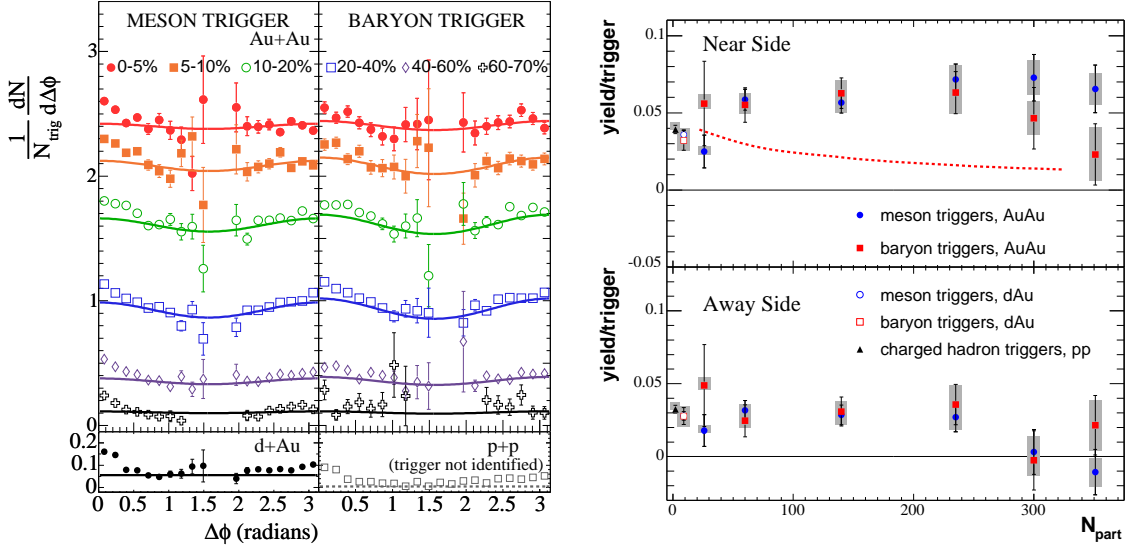 MESON TRIGGER
BARYON TRIGGER
Au+Au
0-5% 5-10% 10-20% 20-40% 40-60% 60-70%
1 dN
N_trig d Δϕ
3
2
1
0
d+Au
p+p
(trigger not identified)
0.2
0.1
0
0 0.5 1 1.5 2 2.5 3
0 0.5 1 1.5 2 2.5 3
Δϕ (radians)
yield/trigger
0.1
0.05
0
-0.05
Near Side
meson triggers, AuAu
baryon triggers, AuAu
yield/trigger
0.1
0.05
0
Away Side
meson triggers, dAu
baryon triggers, dAu
charged hadron triggers, pp
0 100 200 300
N_part